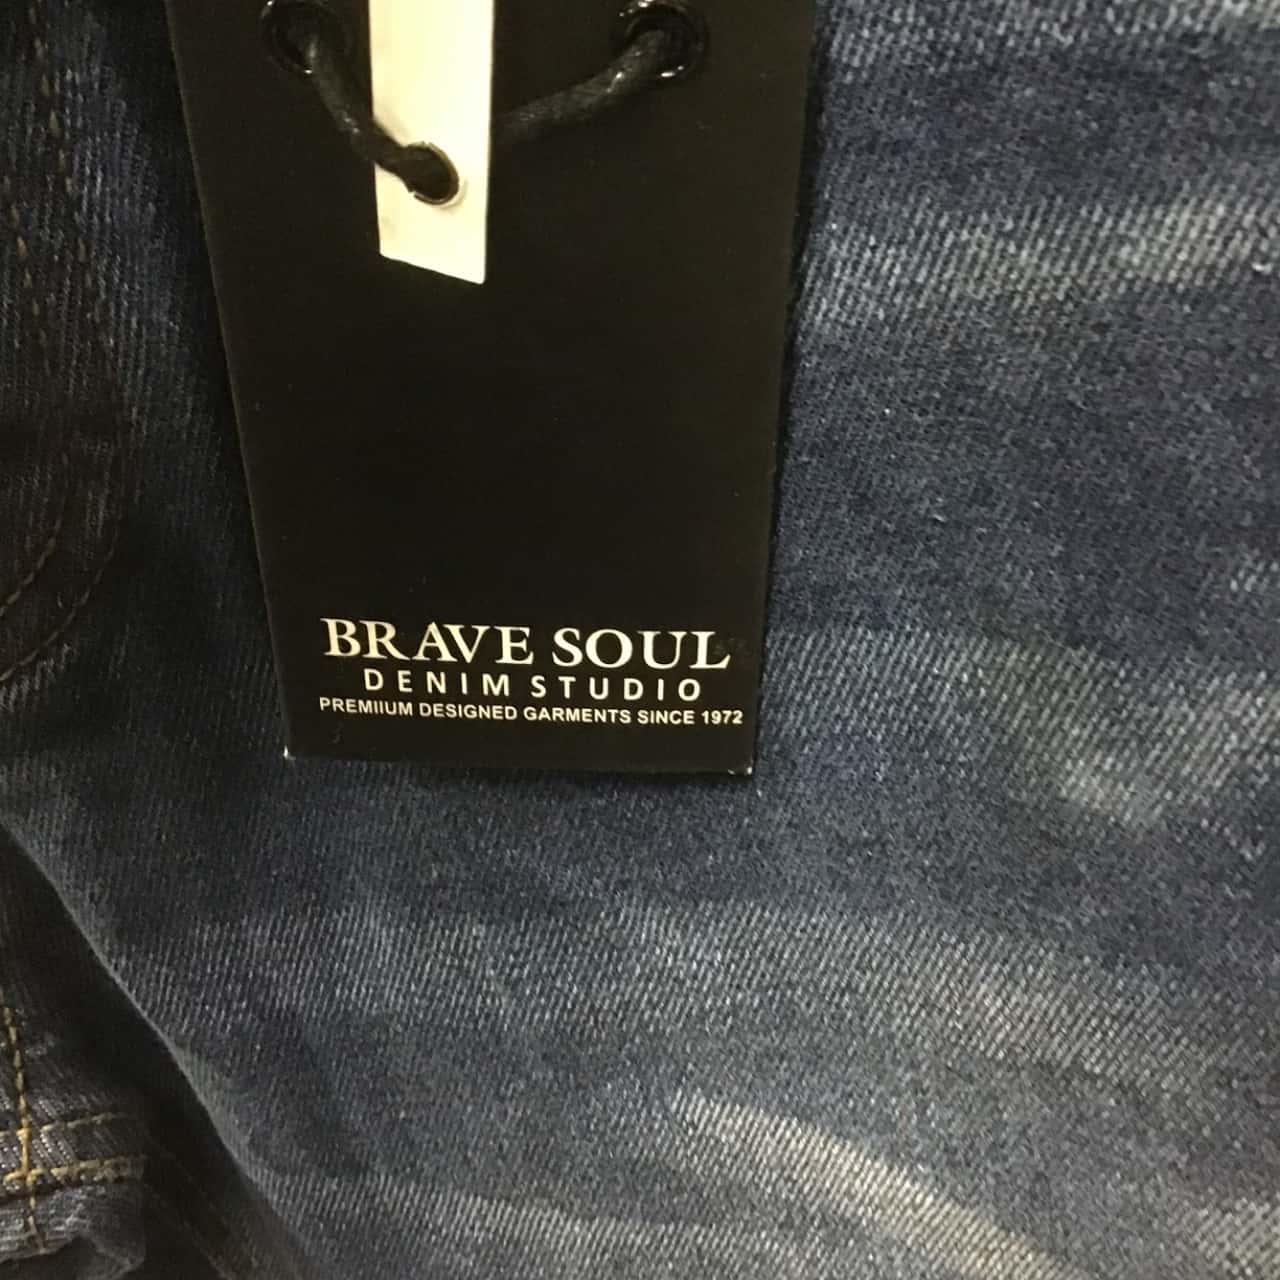 BRAVE SOUL
DENIM STUDIO
PREMIIUM DESIGNED GARMENTS SINCE 1972